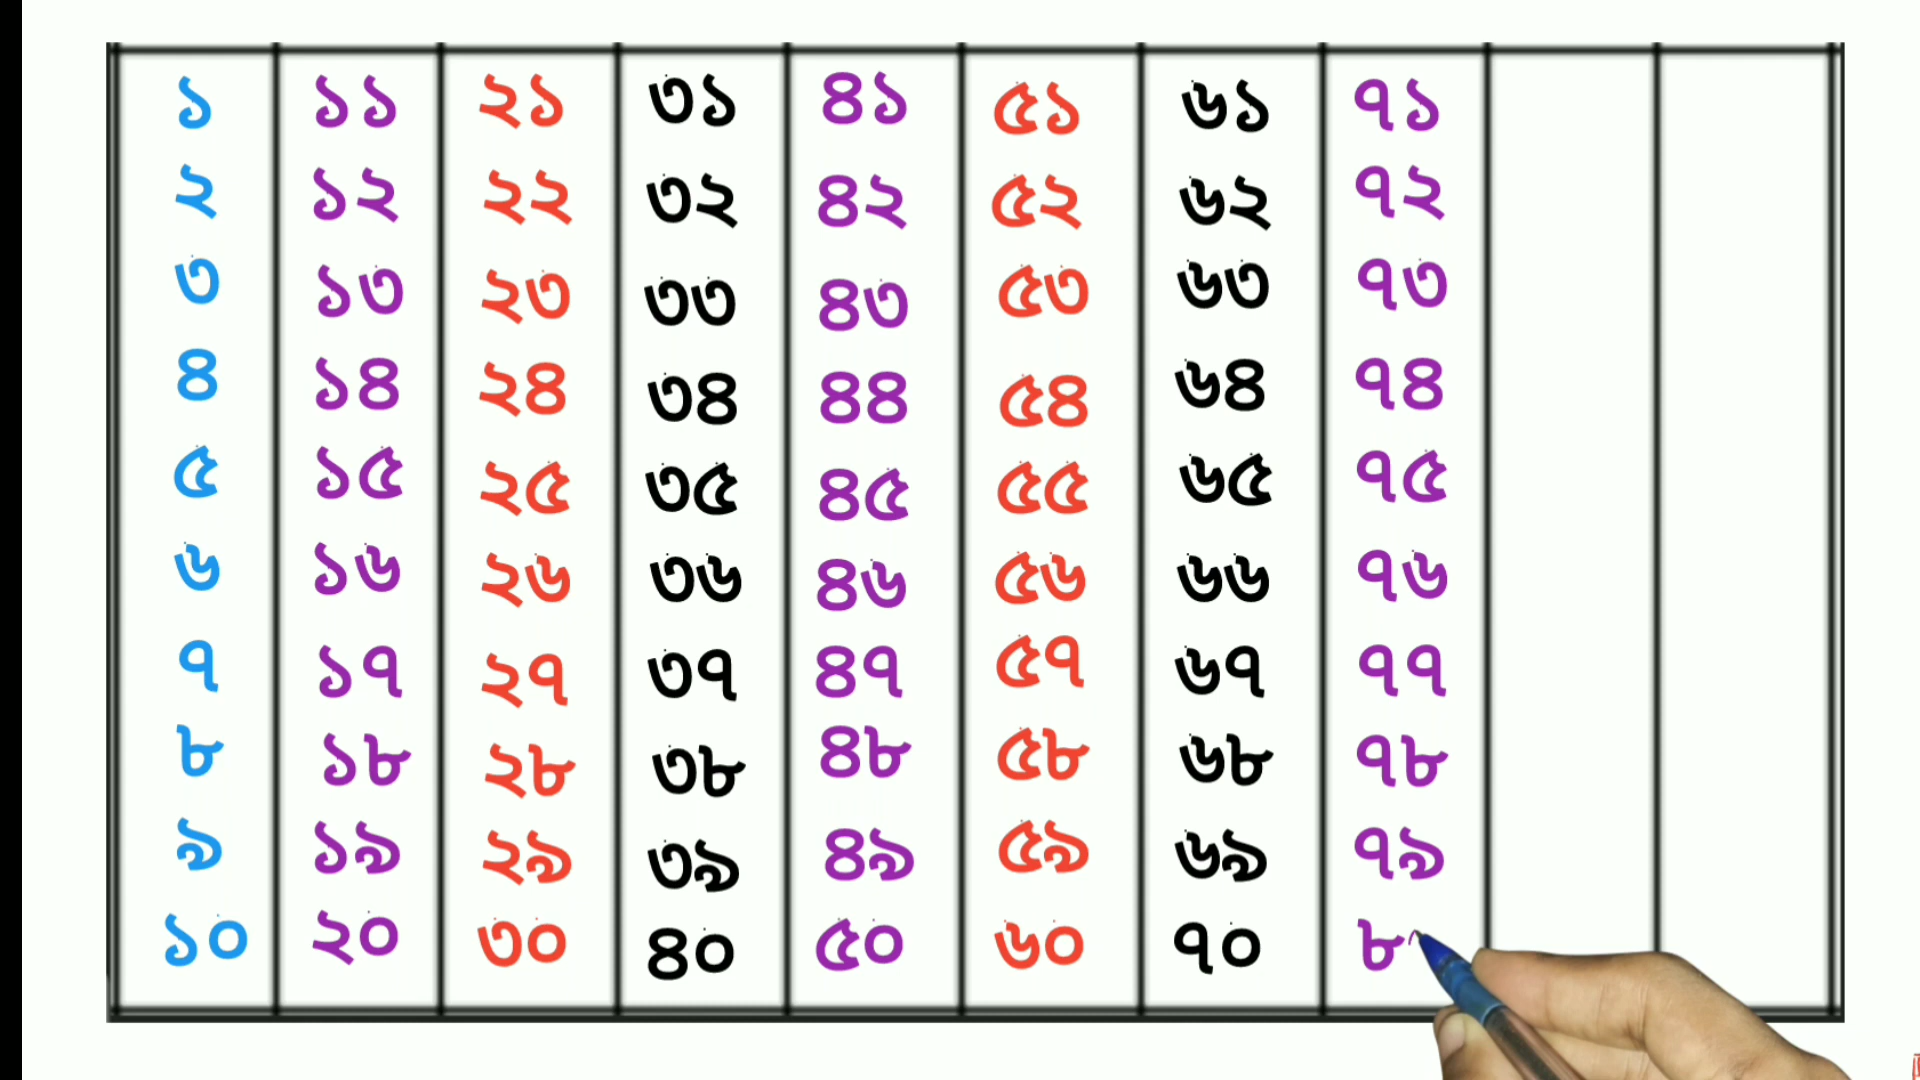 ১ ১১ ২১ ৩১ ৪১ ৫১ ৬১ ৭১
২ ১২ ২২ ৩২ ৪২ ৫২ ৬২ ৭২
৩ ১৩ ২৩ ৩৩ ৪৩ ৫৩ ৬৩ ৭৩
৪ ১৪ ২৪ ৩৪ ৪৪ ৫৪ ৬৪ ৭৪
৫ ১৫ ২৫ ৩৫ ৪৫ ৫৫ ৬৫ ৭৫
৬ ১৬ ২৬ ৩৬ ৪৬ ৫৬ ৬৬ ৭৬
৭ ১৭ ২৭ ৩৭ ৪৭ ৫৭ ৬৭ ৭৭
৮ ১৮ ২৮ ৩৮ ৪৮ ৫৮ ৬৮ ৭৮
৯ ১৯ ২৯ ৩৯ ৪৯ ৫৯ ৬৯ ৭৯
১০ ২০ ৩০ ৪০ ৫০ ৬০ ৭০ ৮